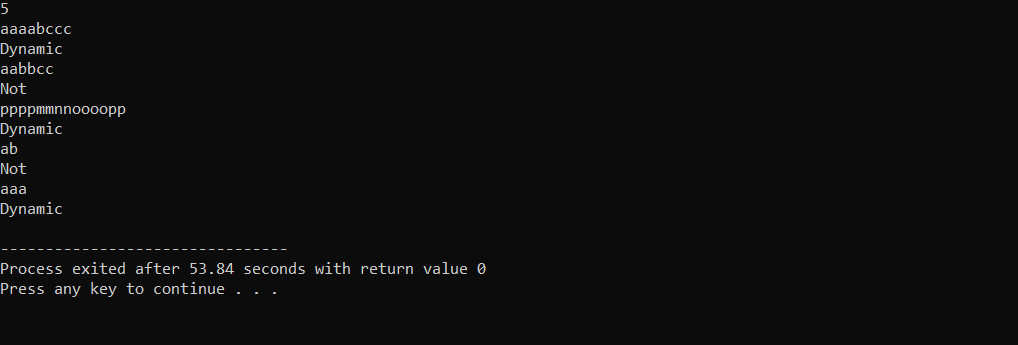 5
aaaabccc
Dynamic
aabbcc
Not
ppppmmnnoooopp
Dynamic
ab
Not
aaa
Dynamic
--------------------------------
Process exited after 53.84 seconds with return value 0
Press any key to continue . . .